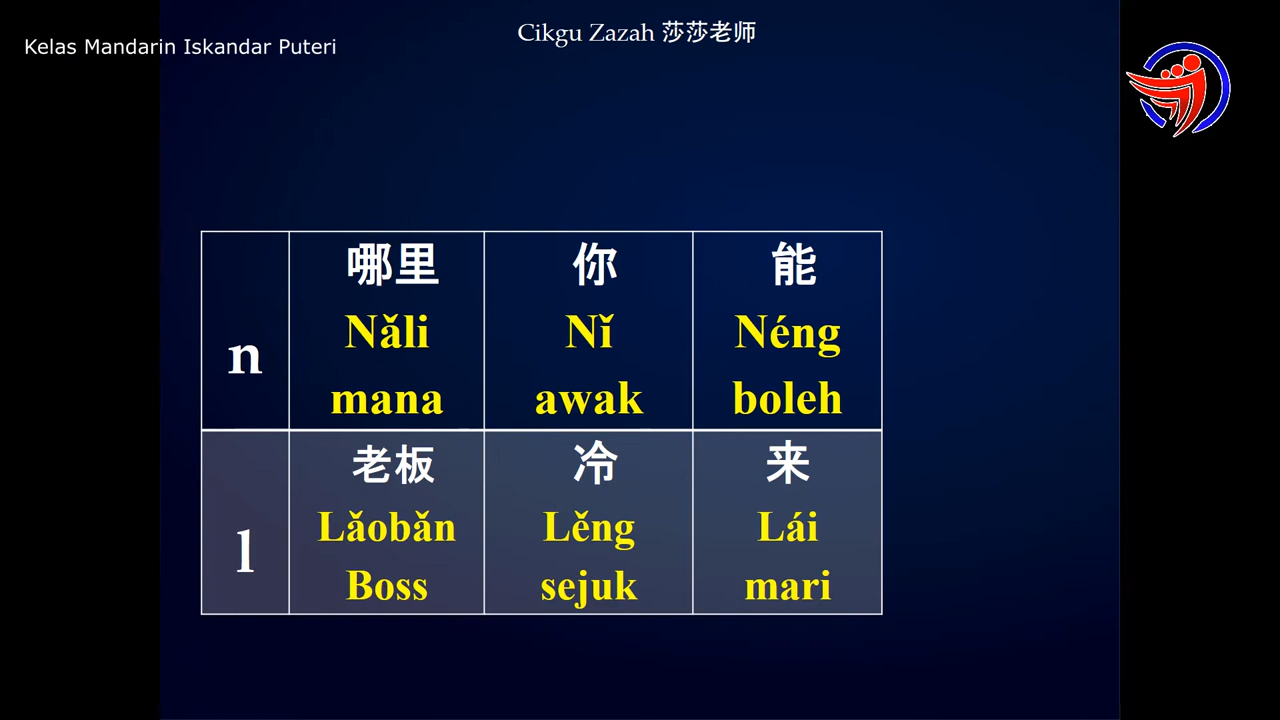 Cikgu Zazah 莎莎老师
Kelas Mandarin Iskandar Puteri
n
哪里
Nǎli
mana
你
Nǐ
awak
能
Néng
boleh
l
老板
Lǎobǎn
Boss
冷
Lěng
sejuk
来
Lái
mari